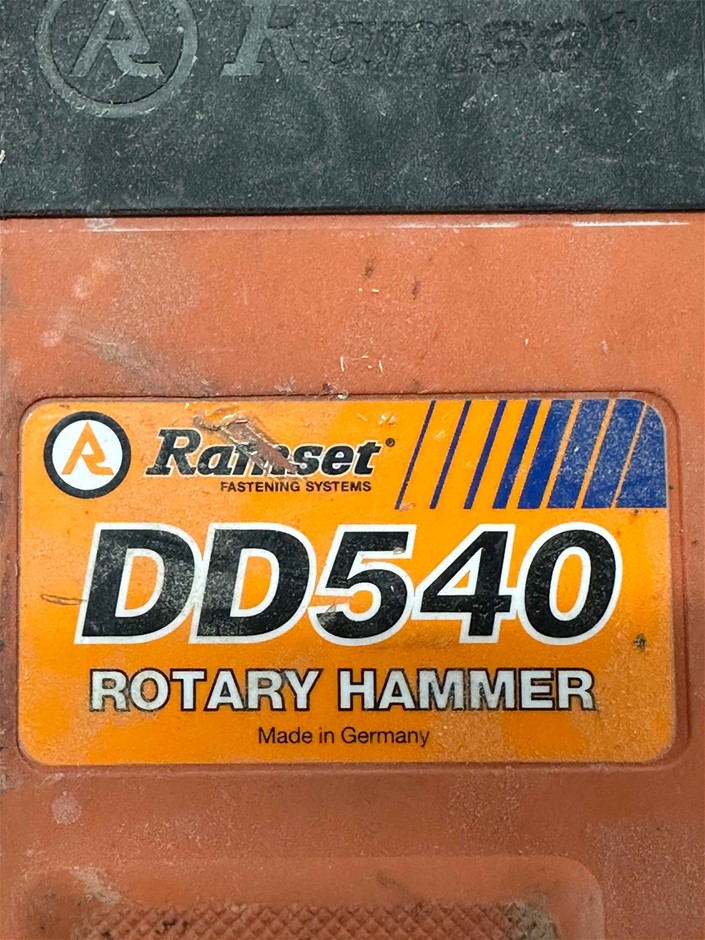 Ramset
Ramset®
FASTENING SYSTEMS
DD540
ROTARY HAMMER
Made in Germany